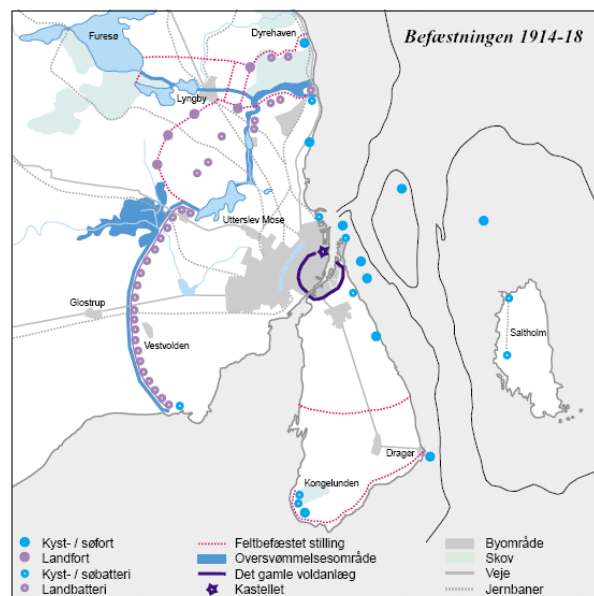 Befæstningen 1914-18
Furesø
Dyrehaven
Lyngby
Utterslev Mose
Glostrup
Vestvolden
Saltholm
Dragør
Kongelunden
Kyst- / søfort
Landfort
Kyst- / søbatteri
Landbatteri
Feltbefæstet stilling
Oversvømmelsesområde
Det gamle voldanlæg
Kastellet
Byområde
Skov
Veje
Jernbaner